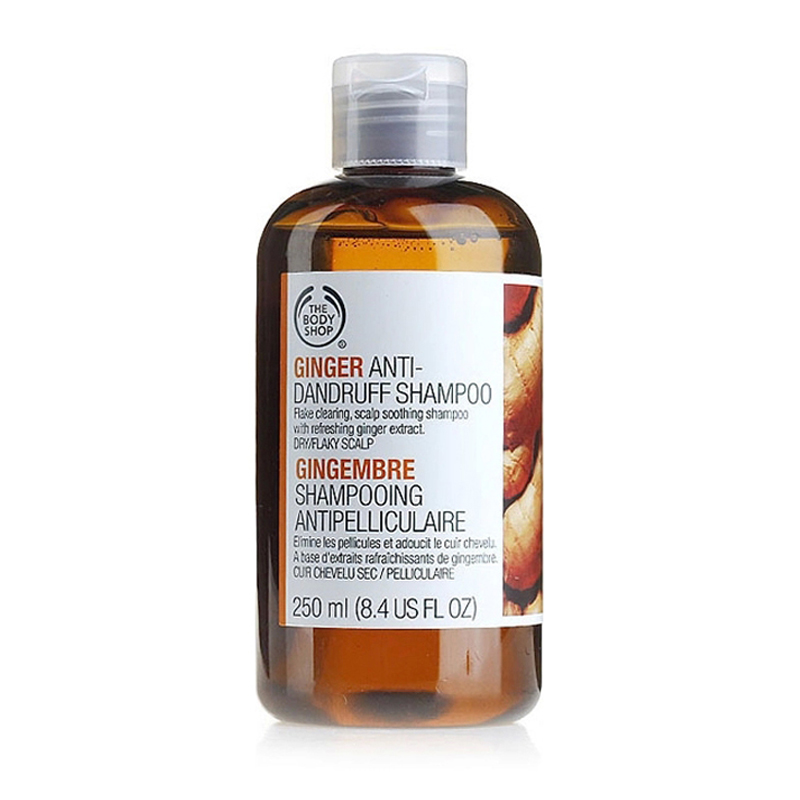 THE
BODY
SHOP
®
GINGER ANTI-
DANDRUFF SHAMPOO
Flake clearing, scalp soothing shampoo
with refreshing ginger extract.
DRY/FLAKY SCALP
GINGEMBRE
SHAMPOOING
ANTIPELLICULAIRE
Elimine les pellicules et adoucit le cuir chevelu.
A base d'extraits rafraîchissants de gingembre.
CUIR CHEVELU SEC / PELLICULAIRE
250 ml (8.4 US FL OZ)